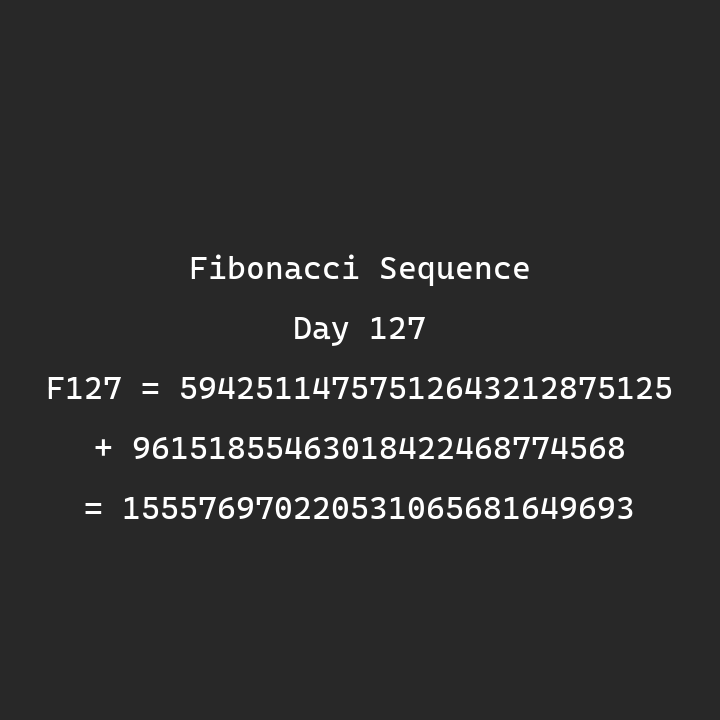 Fibonacci Sequence
Day 127
F127 = 59425114757512643212875125
+ 96151855463018422468774568
= 155576970220531065681649693